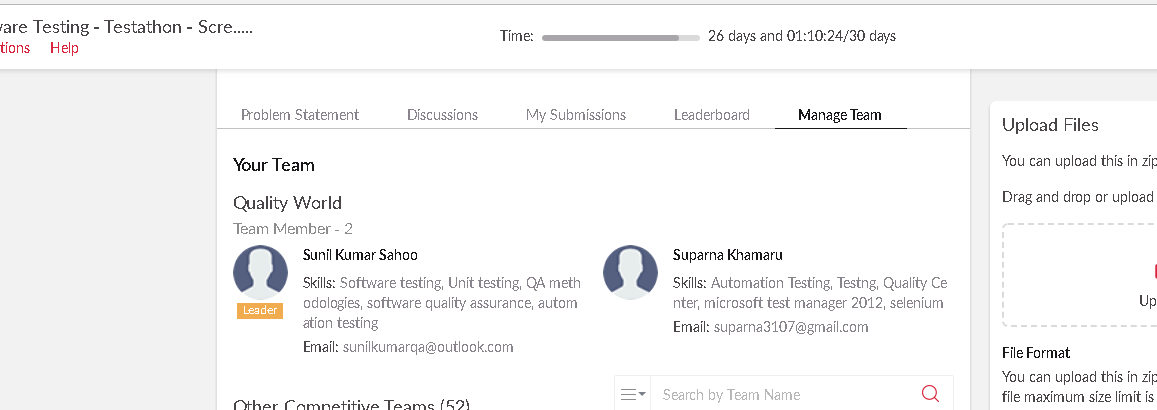 ware Testing - Testathon - Scre.....
tions Help
Time: 26 days and 01:10:24/30 days
Problem Statement Discussions My Submissions Leaderboard Manage Team
Your Team
Quality World
Team Member - 2
Sunil Kumar Sahoo
Skills: Software testing, Unit testing, QA meth
odologies, software quality assurance, autom
ation testing
Email: sunilkumarqa@outlook.com
Leader
Suparna Khamaru
Skills: Automation Testing, Testng, Quality Ce
nter, microsoft test manager 2012, selenium
Email: suparna3107@gmail.com
Other Competitive Teams (52)
Search by Team Name
Upload Files
You can upload this in zip
Drag and drop or upload
Up
File Format
You can upload this in zip
file maximum size limit is